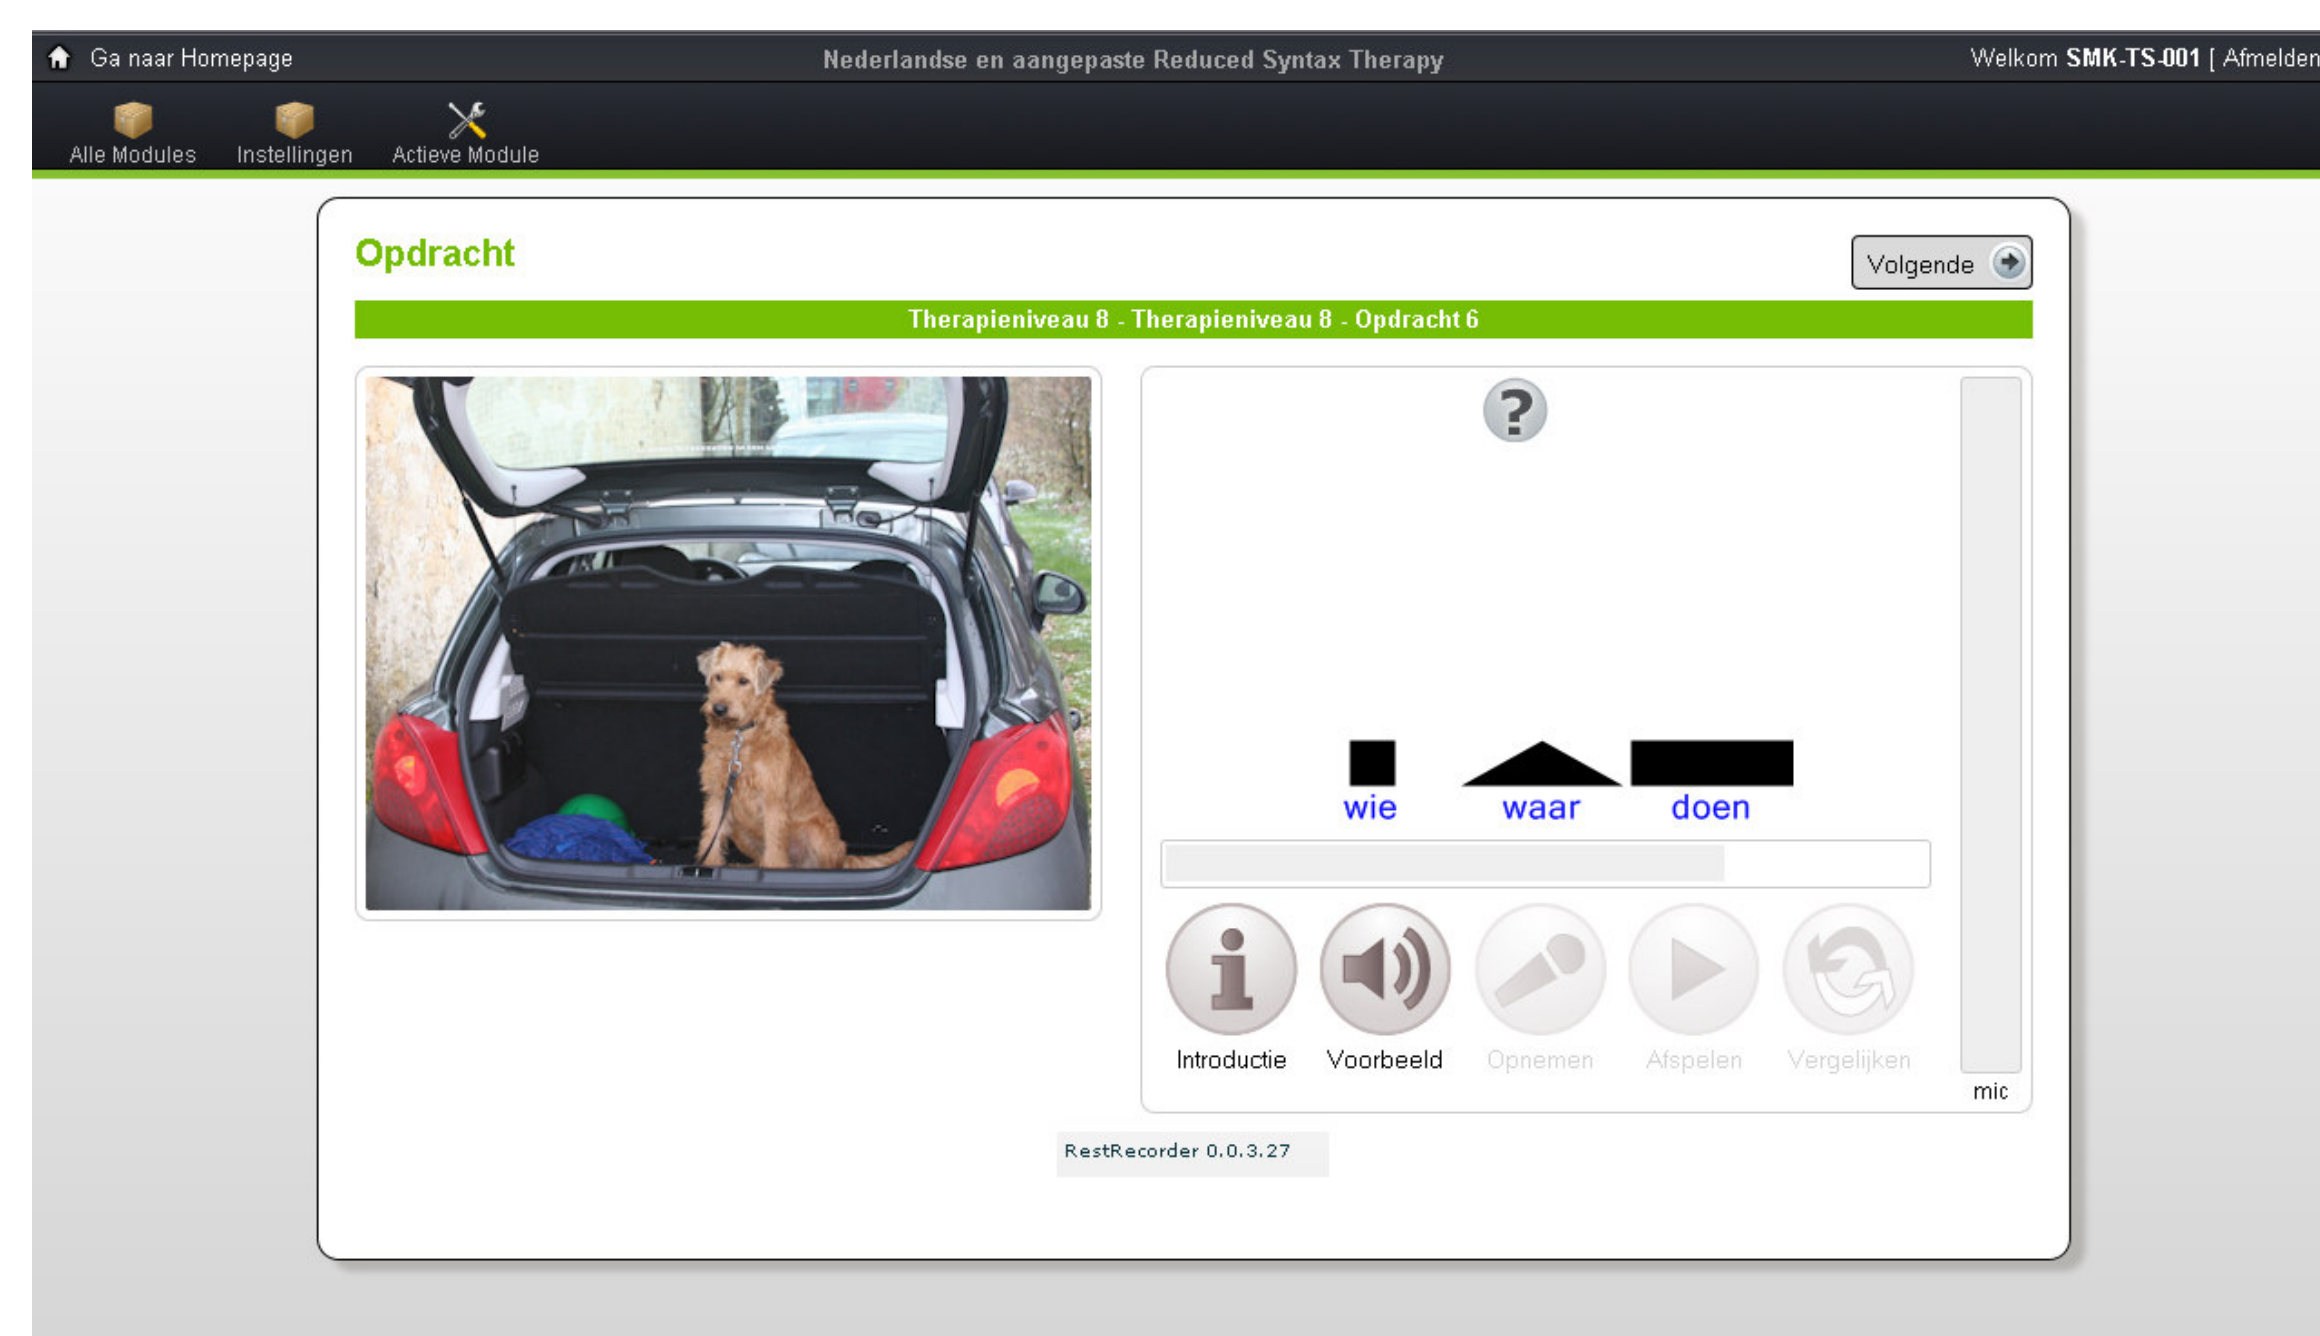 Ga naar Homepage
Nederlandse en aangepaste Reduced Syntax Therapy
Welkom SMK-TS-001 [ Afmelden
Alle Modules
Instellingen
Actieve Module
Opdracht
Volgende
Therapieniveau 8 - Therapieniveau 8 - Opdracht 6
?
wie
waar
doen
Introductie
Voorbeeld
Opnemen
Afspelen
Vergelijken
mic
RestRecorder 0.0.3.27